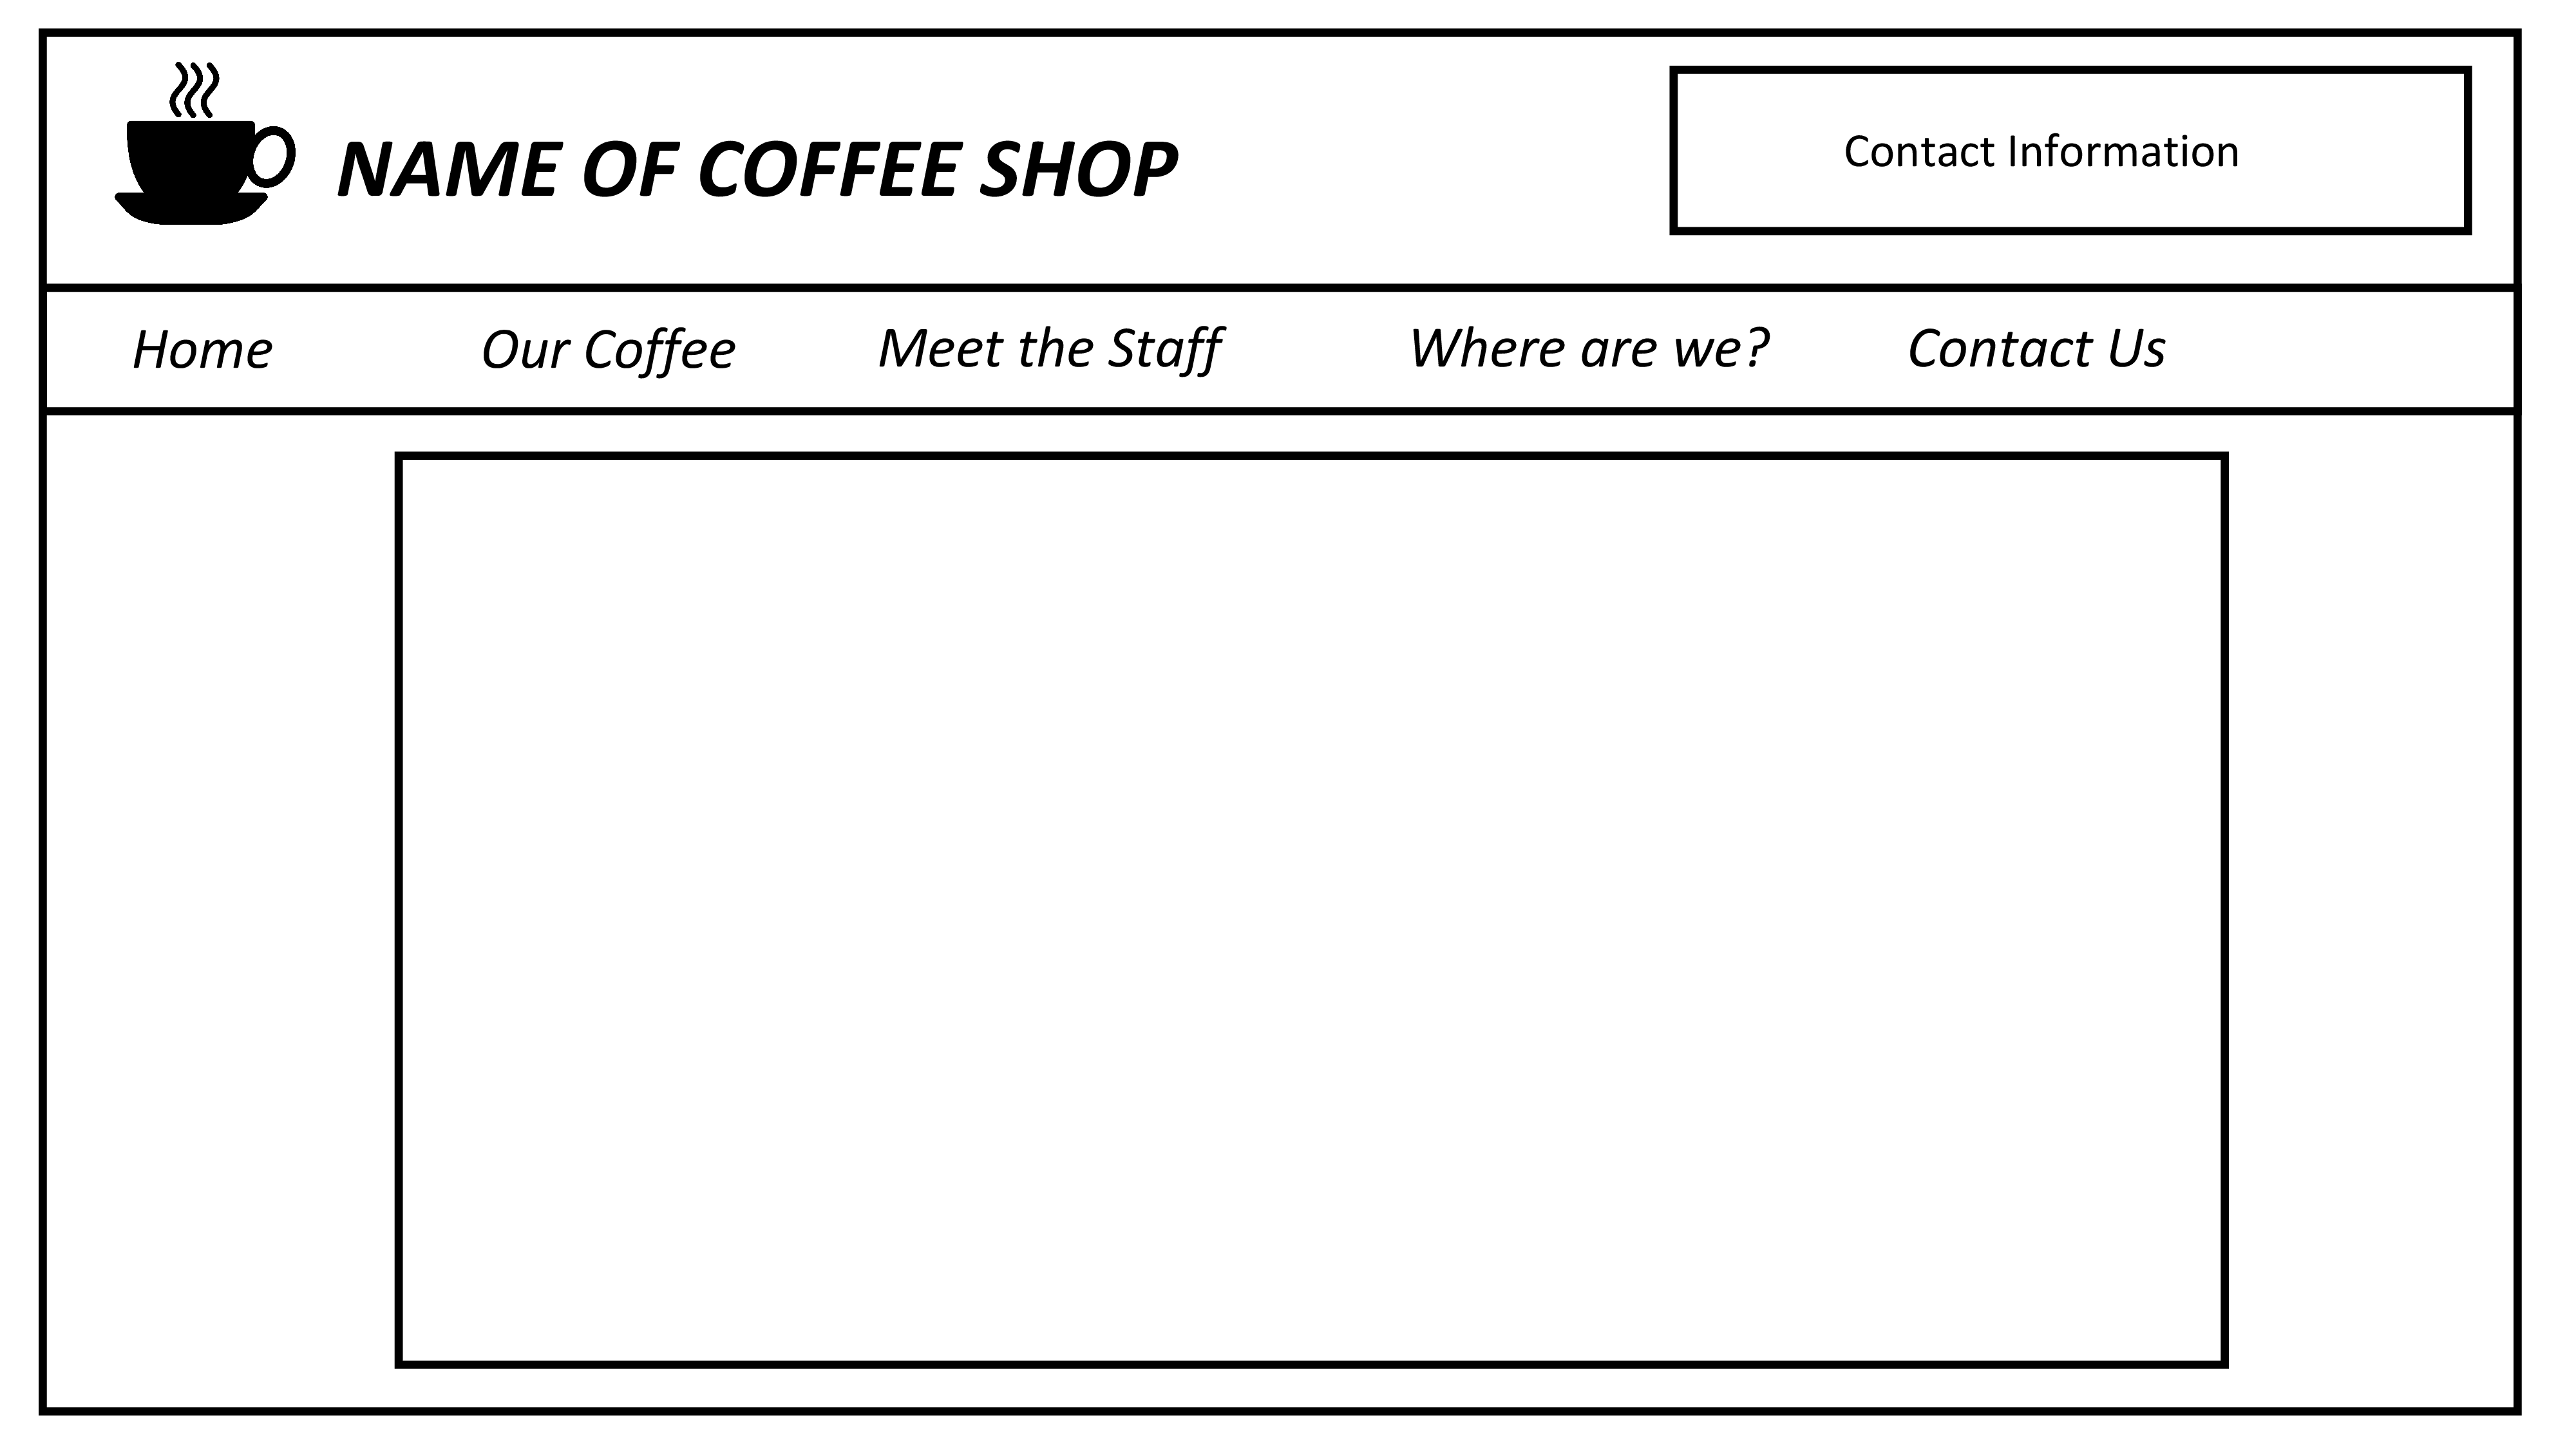 NAME OF COFFEE SHOP
Contact Information
Home Our Coffee Meet the Staff Where are we? Contact Us